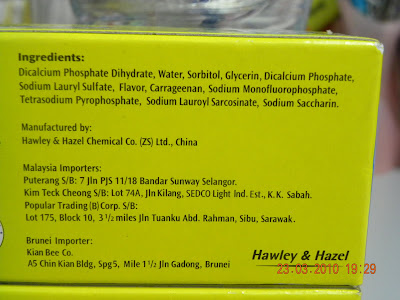 Ingredients:
Dicalcium Phosphate Dihydrate, Water, Sorbitol, Glycerin, Dicalcium Phosphate,
Sodium Lauryl Sulfate, Flavor, Carrageenan, Sodium Monofluorophosphate,
Tetrasodium Pyrophosphate, Sodium Lauroyl Sarcosinate, Sodium Saccharin.
Manufactured by:
Hawley & Hazel Chemical Co. (ZS) Ltd., China
Malaysia Importers:
Puterang S/B: 7 Jln PJS 11/18 Bandar Sunway Selangor.
Kim Teck Cheong S/B: Lot 74A, Jln Kilang, SEDCO Light Ind. Est., K.K. Sabah.
Popular Trading (B) Corp. S/B:
Lot 175, Block 10, 3 1/2 miles Jln Tuanku Abd. Rahman, Sibu, Sarawak.
Brunei Importer:
Kian Bee Co.
A5 Chin Kian Bldg, Spg5, Mile 1 1/2 Jln Gadong, Brunei
Hawley & Hazel
23-03-2010 19:29